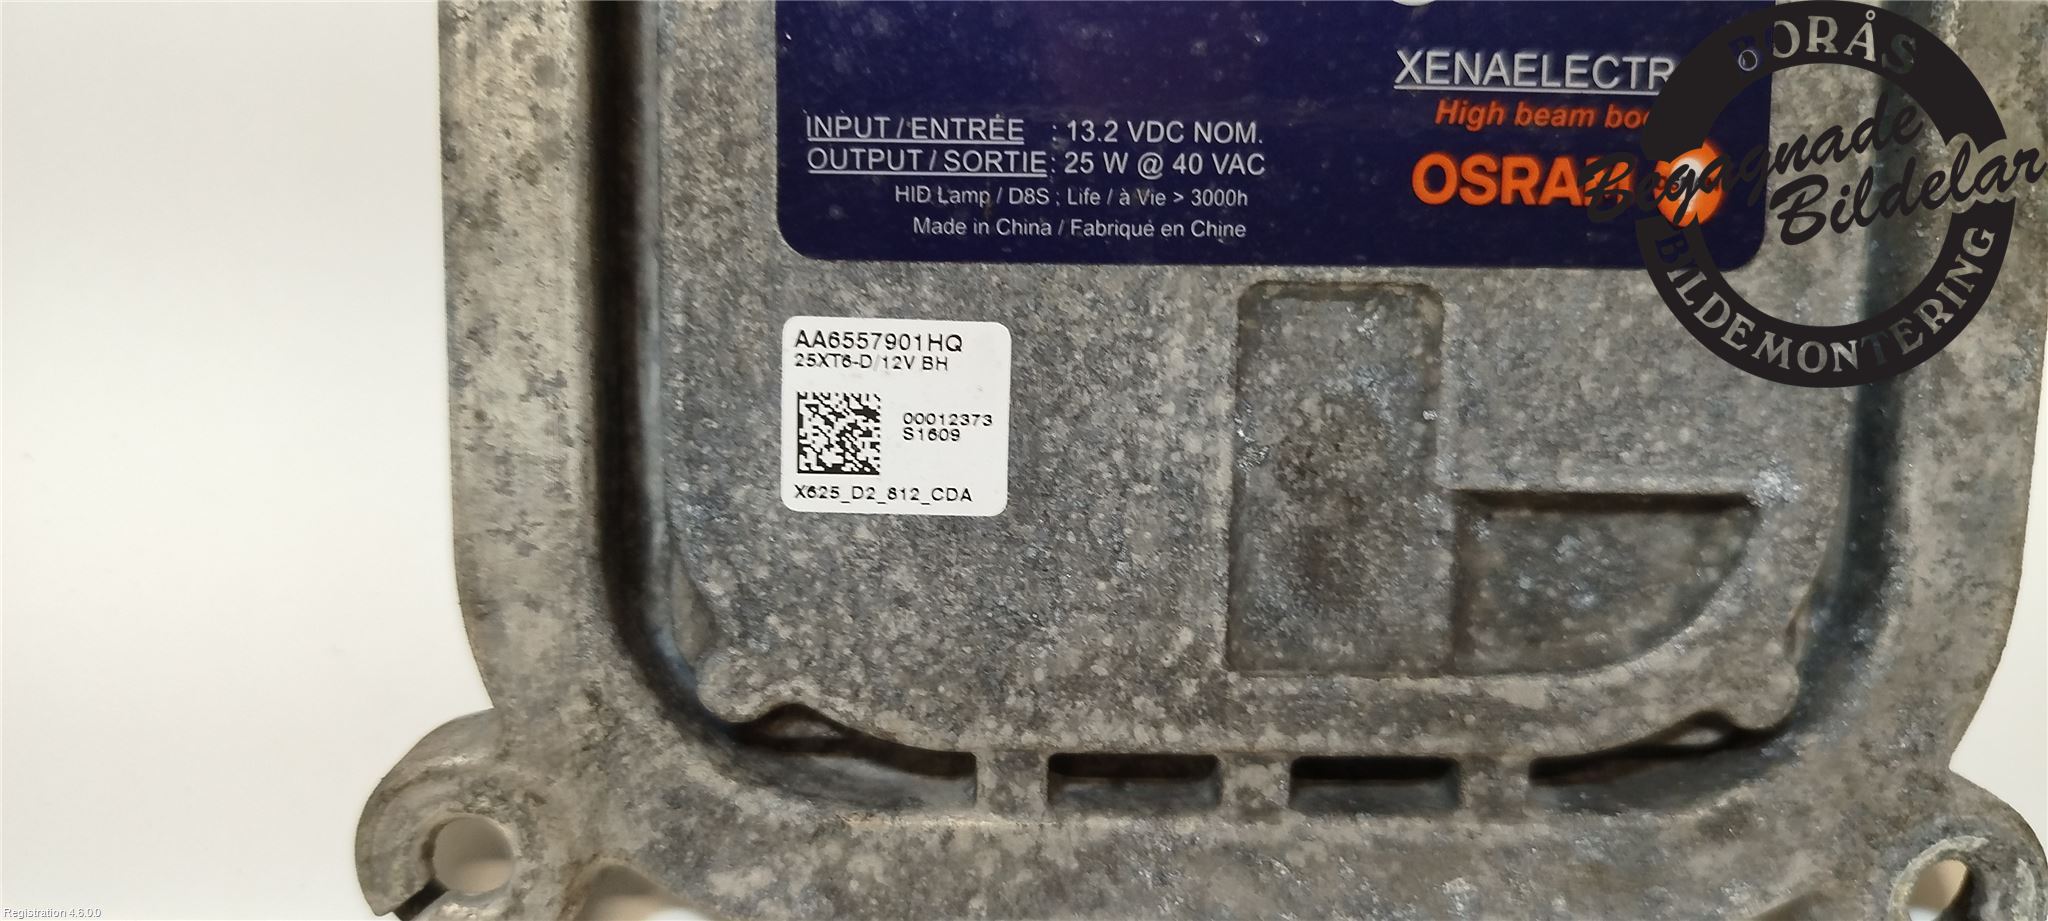 XENAELECTR
High beam boo
INPUT / ENTRÉE : 13.2 VDC NOM.
OUTPUT / SORTIE : 25 W @ 40 VAC
HID Lamp / D8S ; Life / à Vie > 3000h
Made in China / Fabriqué en Chine
OSRAM
BORÅS
Begagnade
Bildelar
BILDEMONTERING
AA6557901HQ
25XT6-D/12V BH
00012373
S1609
X625_D2_812_CDA
Registration 4.6.0.0